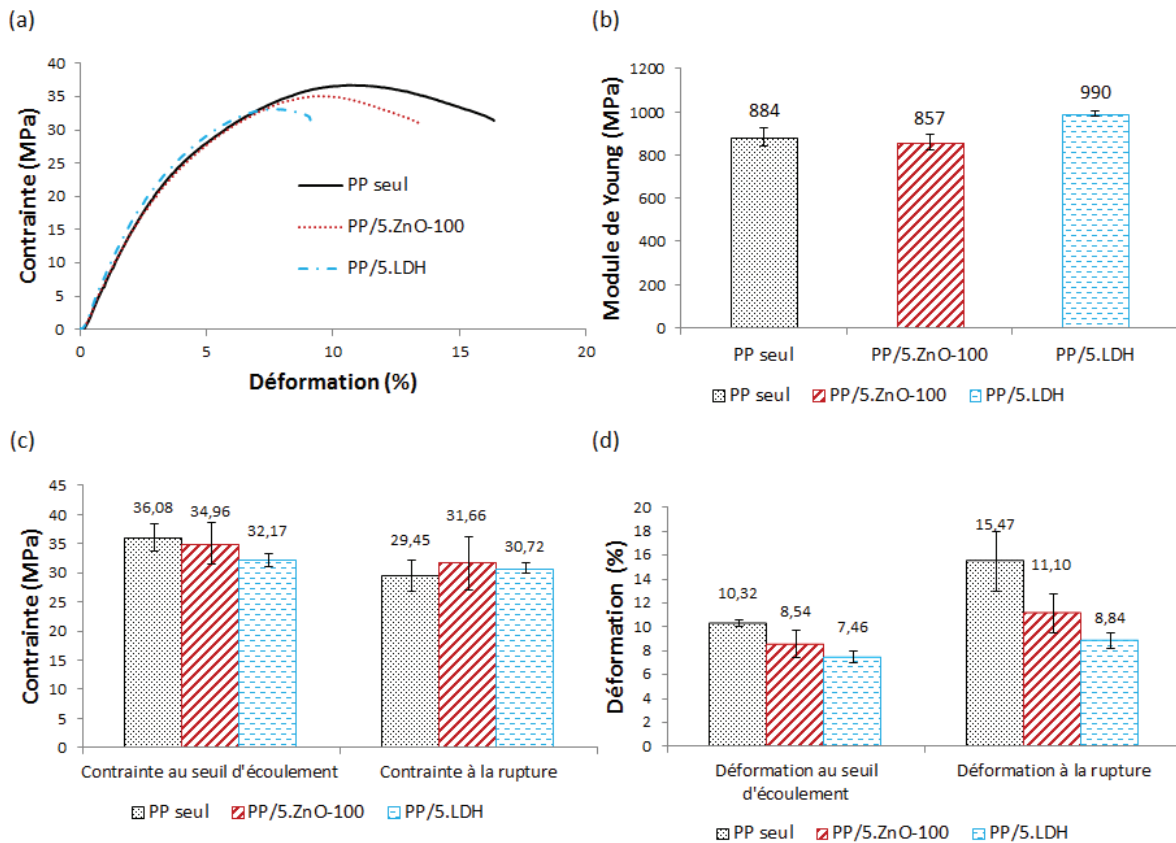 (a)
40
35
30
25
20
15
10
5
0
Contrainte (MPa)
PP seul
PP/5.ZnO-100
PP/5.LDH
0 5 10 15 20
Déformation (%)
(b)
1200
1000
800
600
400
200
0
Module de Young (MPa)
884
857
990
PP seul PP/5.ZnO-100 PP/5.LDH
PP seul PP/5.ZnO-100 PP/5.LDH
(c)
45
40
35
30
25
20
15
10
5
0
Contrainte (MPa)
36,08 34,96 32,17
29,45 31,66 30,72
Contrainte au seuil d'écoulement Contrainte à la rupture
PP seul PP/5.ZnO-100 PP/5.LDH
(d)
20
18
16
14
12
10
8
6
4
2
0
Déformation (%)
10,32 8,54 7,46
15,47 11,10 8,84
Déformation au seuil
d'écoulement
Déformation à la rupture
PP seul PP/5.ZnO-100 PP/5.LDH